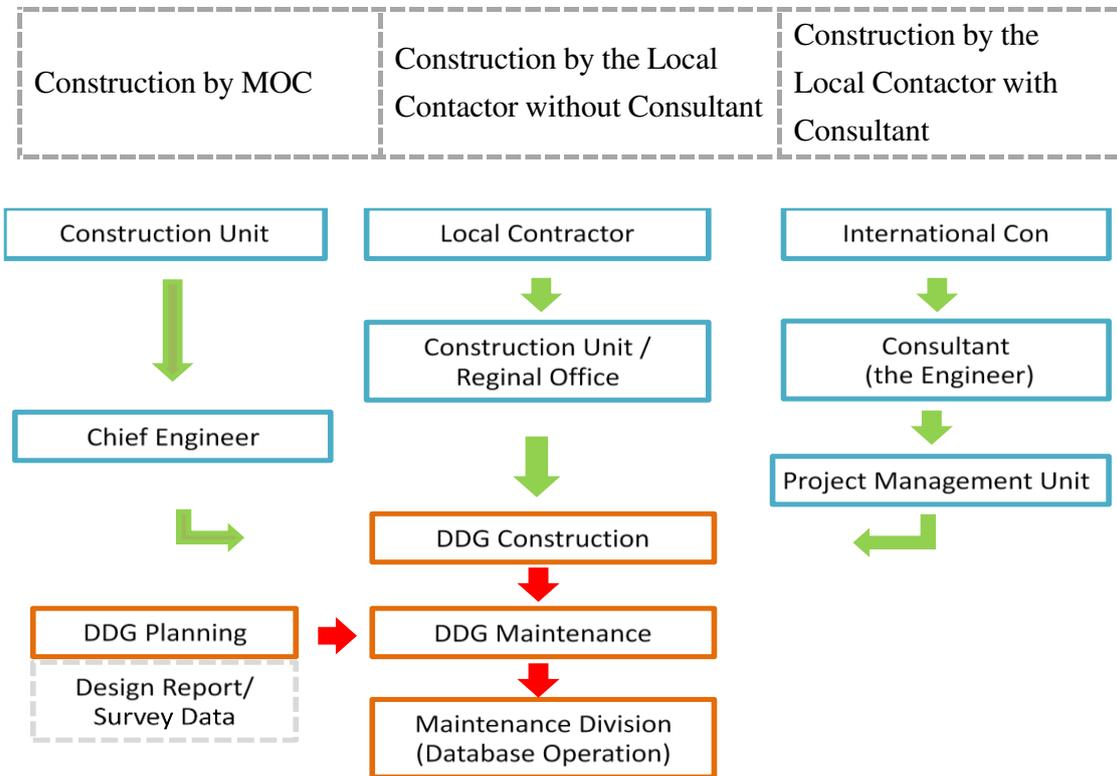 Construction by MOC
Construction by the Local
Contactor without Consultant
Construction by the
Local Contactor with
Consultant
Construction Unit
Local Contractor
International Con
Construction Unit /
Reginal Office
Consultant
(the Engineer)
Chief Engineer
Project Management Unit
DDG Construction
DDG Planning
DDG Maintenance
Design Report/
Survey Data
Maintenance Division
(Database Operation)